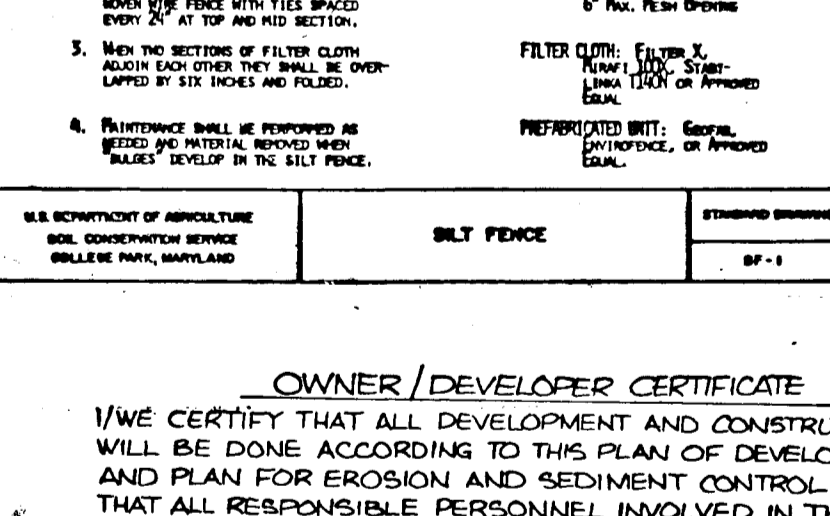 WOVEN WIRE FENCE WITH TIES SPACED
EVERY 24" AT TOP AND MID SECTION.
3. WHEN TWO SECTIONS OF FILTER CLOTH
ADJOIN EACH OTHER THEY SHALL BE OVER-
LAPPED BY SIX INCHES AND FOLDED.
4. MAINTENANCE SHALL BE PERFORMED AS
NEEDED AND MATERIAL REMOVED WHEN
"BULGES" DEVELOP IN THE SILT FENCE.
6" MAX. MESH OPENING
FILTER CLOTH: FILTER X,
MIRAFI 100X, STABI-
LINKA T140N OR APPROVED
EQUAL
PREFABRICATED UNIT: GEOFAB,
ENVIROFENCE, OR APPROVED
EQUAL.
U.S. DEPARTMENT OF AGRICULTURE
SOIL CONSERVATION SERVICE
COLLEGE PARK, MARYLAND
SILT FENCE
STANDARD DRAWING
SF-1
OWNER/DEVELOPER CERTIFICATE
I/WE CERTIFY THAT ALL DEVELOPMENT AND CONSTRU
WILL BE DONE ACCORDING TO THIS PLAN OF DEVELO
AND PLAN FOR EROSION AND SEDIMENT CONTROL
THAT ALL RESPONSIBLE PERSONNEL INVOLVED IN TH